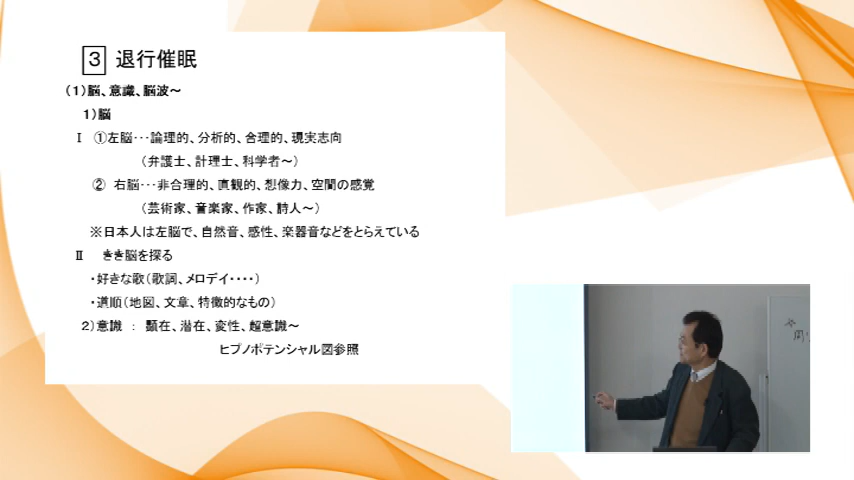 3 退行催眠
（１）脳、意識、脳波～
１）脳
Ⅰ ①左脳･･･論理的、分析的、合理的、現実志向
（弁護士、計理士、科学者～）
② 右脳･･･非合理的、直観的、想像力、空間の感覚
（芸術家、音楽家、作家、詩人～）
※日本人は左脳で、自然音、感性、楽器音などをとらえている
Ⅱ きき脳を探る
・好きな歌（歌詞、メロデイ････）
・道順（地図、文章、特徴的なもの）
２）意識 ： 顕在、潜在、変性、超意識～
ヒプノポテンシャル図参照